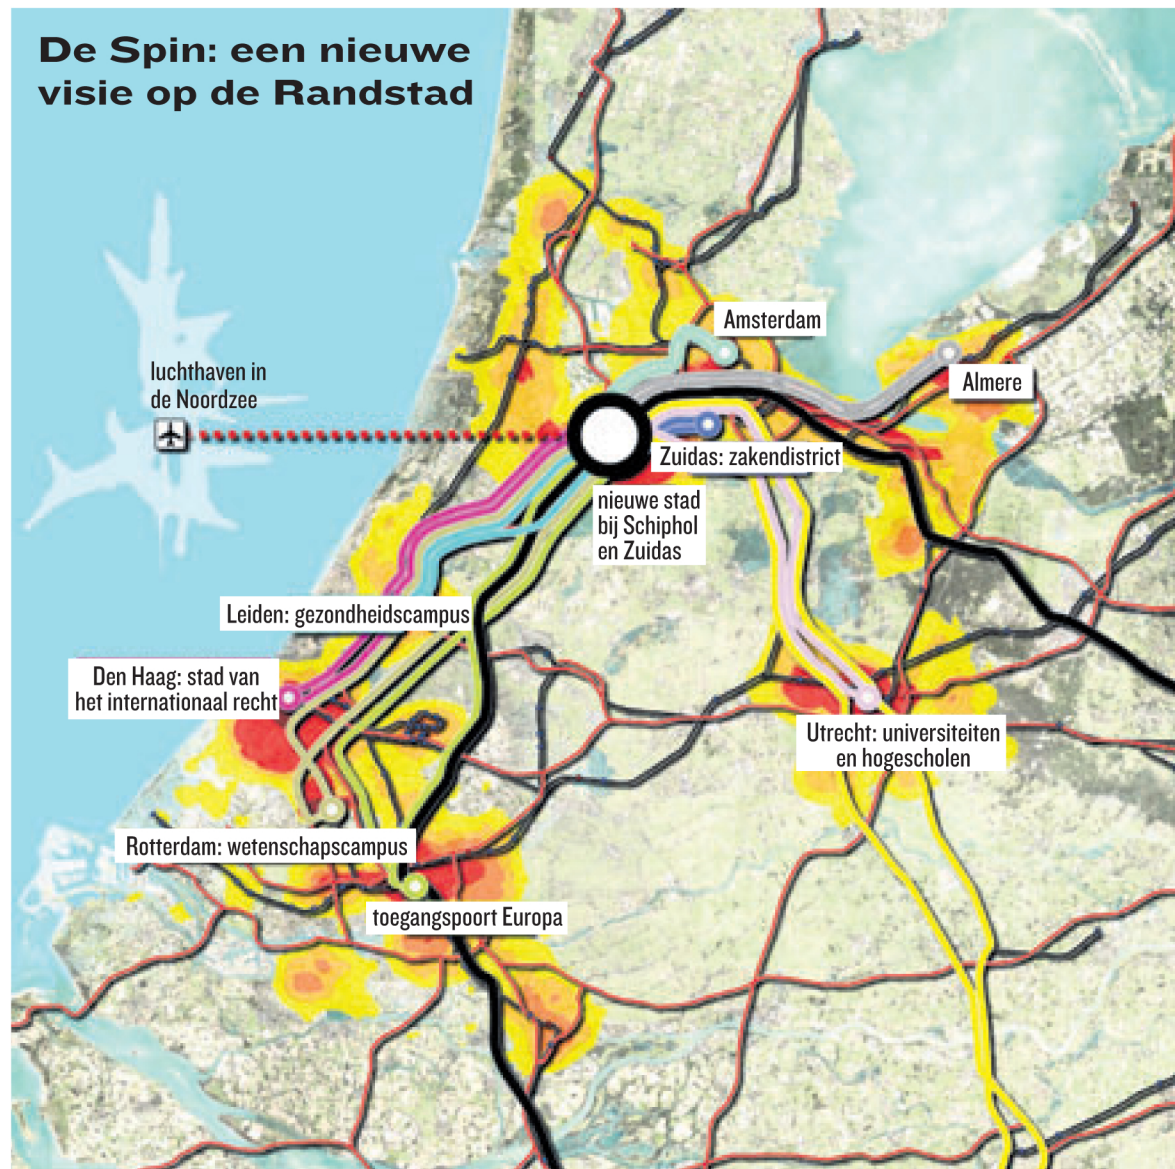 De Spin: een nieuwe
visie op de Randstad
Amsterdam
luchthaven in
de Noordzee
Almere
Zuidas: zakendistrict
nieuwe stad
bij Schiphol
en Zuidas
Leiden: gezondheidscampus
Den Haag: stad van
het internationaal recht
Utrecht: universiteiten
en hogescholen
Rotterdam: wetenschapscampus
toegangspoort Europa